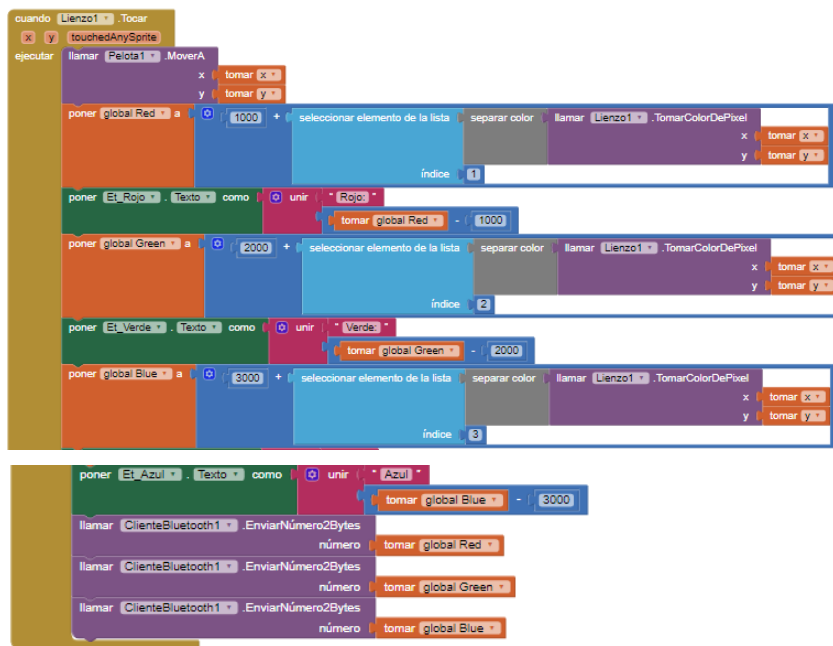 cuando Lienzo1 .Tocar
x y touchedAnySprite
ejecutar llamar Pelota1 .MoverA
x tomar x
y tomar y
poner global Red a 1000 + seleccionar elemento de la lista separar color llamar Lienzo1 .TomarColorDePixel
x tomar x
y tomar y
índice 1
poner Et_Rojo . Texto como unir " Rojo: "
tomar global Red - 1000
poner global Green a 2000 + seleccionar elemento de la lista separar color llamar Lienzo1 .TomarColorDePixel
x tomar x
y tomar y
índice 2
poner Et_Verde . Texto como unir " Verde: "
tomar global Green - 2000
poner global Blue a 3000 + seleccionar elemento de la lista separar color llamar Lienzo1 .TomarColorDePixel
x tomar x
y tomar y
índice 3
poner Et_Azul . Texto como unir " Azul "
tomar global Blue - 3000
llamar ClienteBluetooth1 .EnviarNúmero2Bytes
número tomar global Red
llamar ClienteBluetooth1 .EnviarNúmero2Bytes
número tomar global Green
llamar ClienteBluetooth1 .EnviarNúmero2Bytes
número tomar global Blue